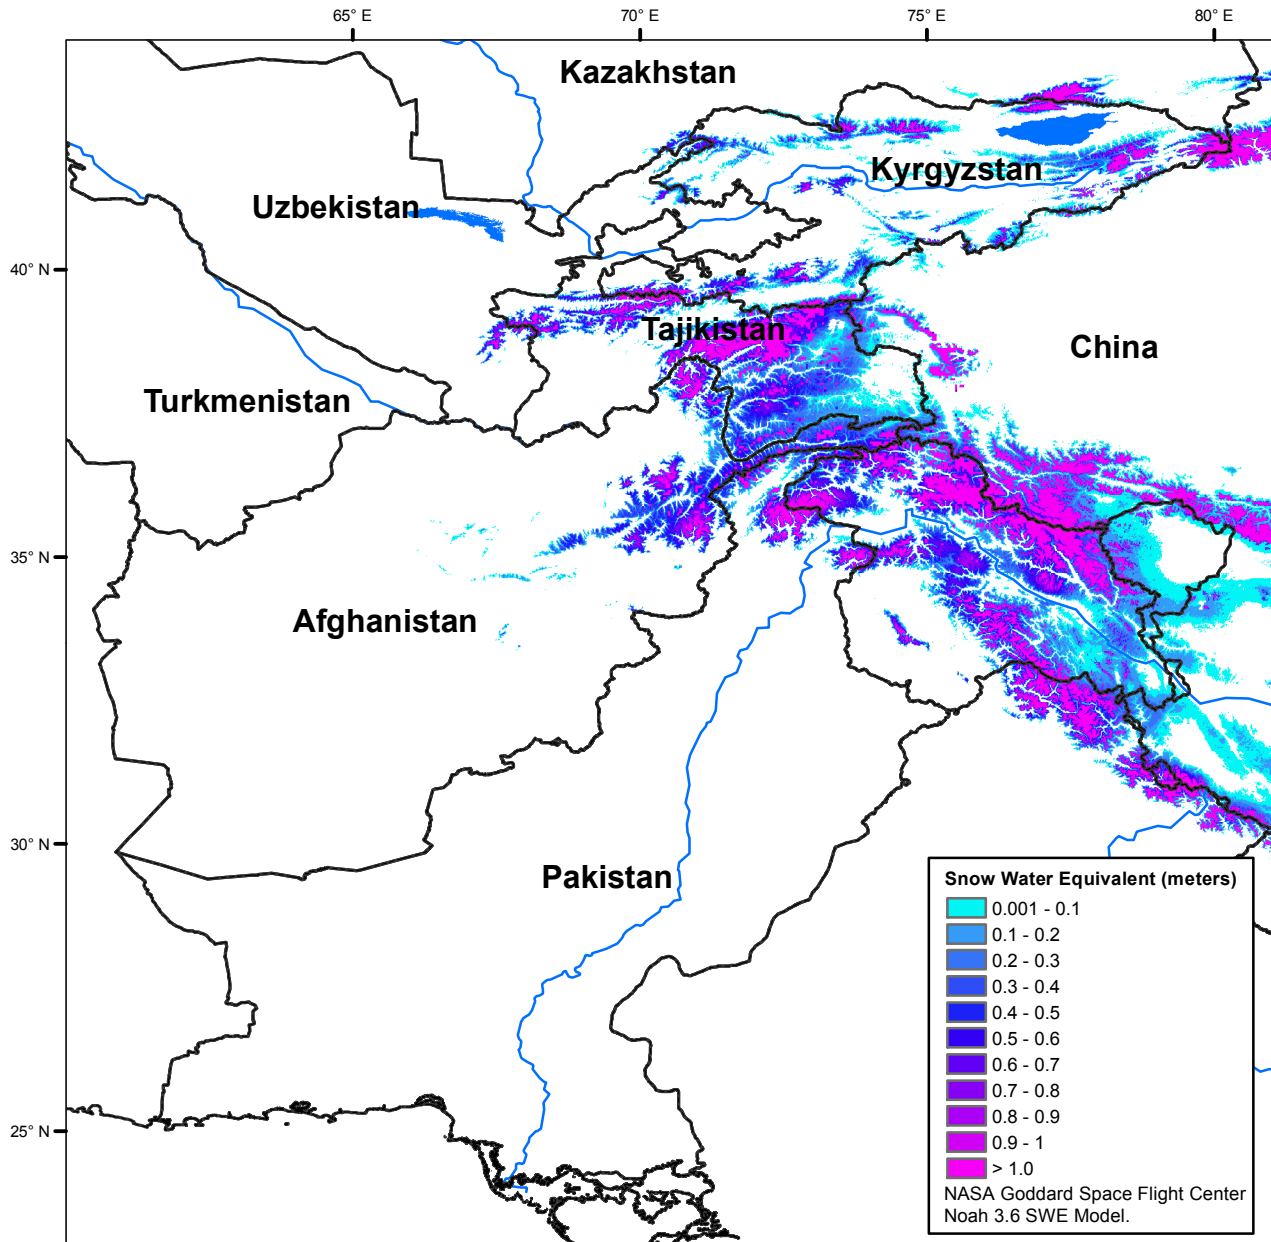 65° E
70° E
75° E
80° E
Kazakhstan
Kyrgyzstan
Uzbekistan
40° N
Tajikistan
China
Turkmenistan
35° N
Afghanistan
30° N
Pakistan
25° N
Snow Water Equivalent (meters)
0.001 - 0.1
0.1 - 0.2
0.2 - 0.3
0.3 - 0.4
0.4 - 0.5
0.5 - 0.6
0.6 - 0.7
0.7 - 0.8
0.8 - 0.9
0.9 - 1
> 1.0
NASA Goddard Space Flight Center
Noah 3.6 SWE Model.